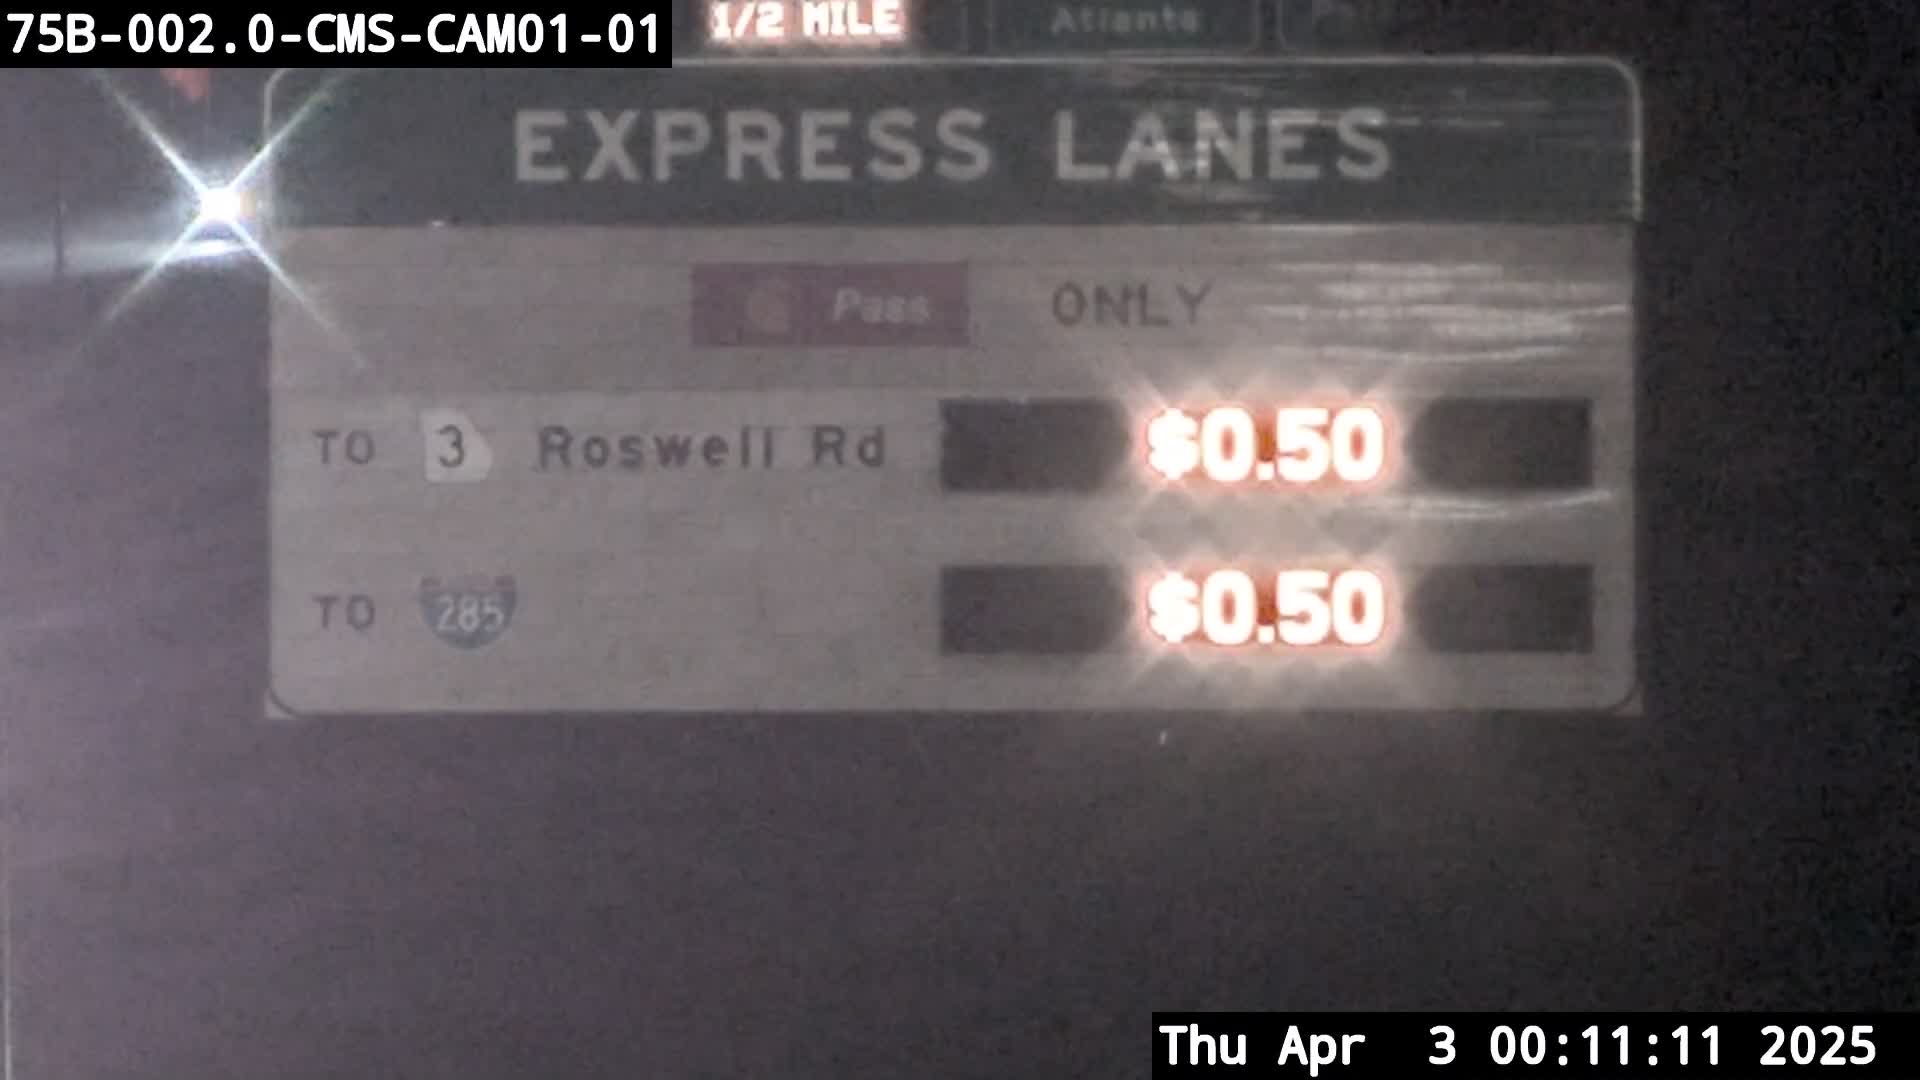 75B-002.0-CMS-CAM01-01
1/2 MILE
Atlanta
EXPRESS LANES
Pass ONLY
TO 3 Roswell Rd $0.50
TO 285 $0.50
Thu Apr 3 00:11:11 2025